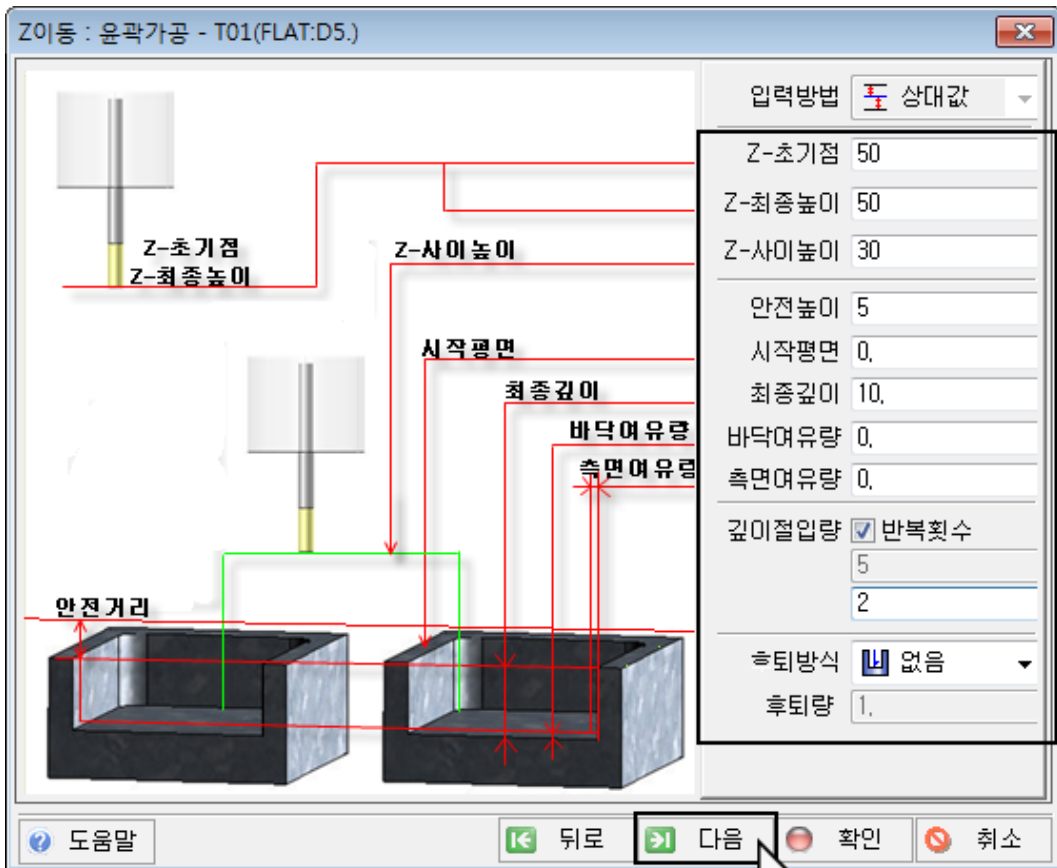 Z이동 : 윤곽가공 - T01(FLAT:D5.)
입력방법 상대값
Z-초기점 50
Z-최종높이 50
Z-사이높이 30
안전높이 5
시작평면 0.
최종깊이 10.
바닥여유량 0.
측면여유량 0.
깊이절입량 반복횟수
5
2
후퇴방식 없음
후퇴량 1.
Z-초기점
Z-최종높이
Z-사이높이
시작평면
최종깊이
바닥여유량
측면여유량
안전거리
도움말 뒤로 다음 확인 취소